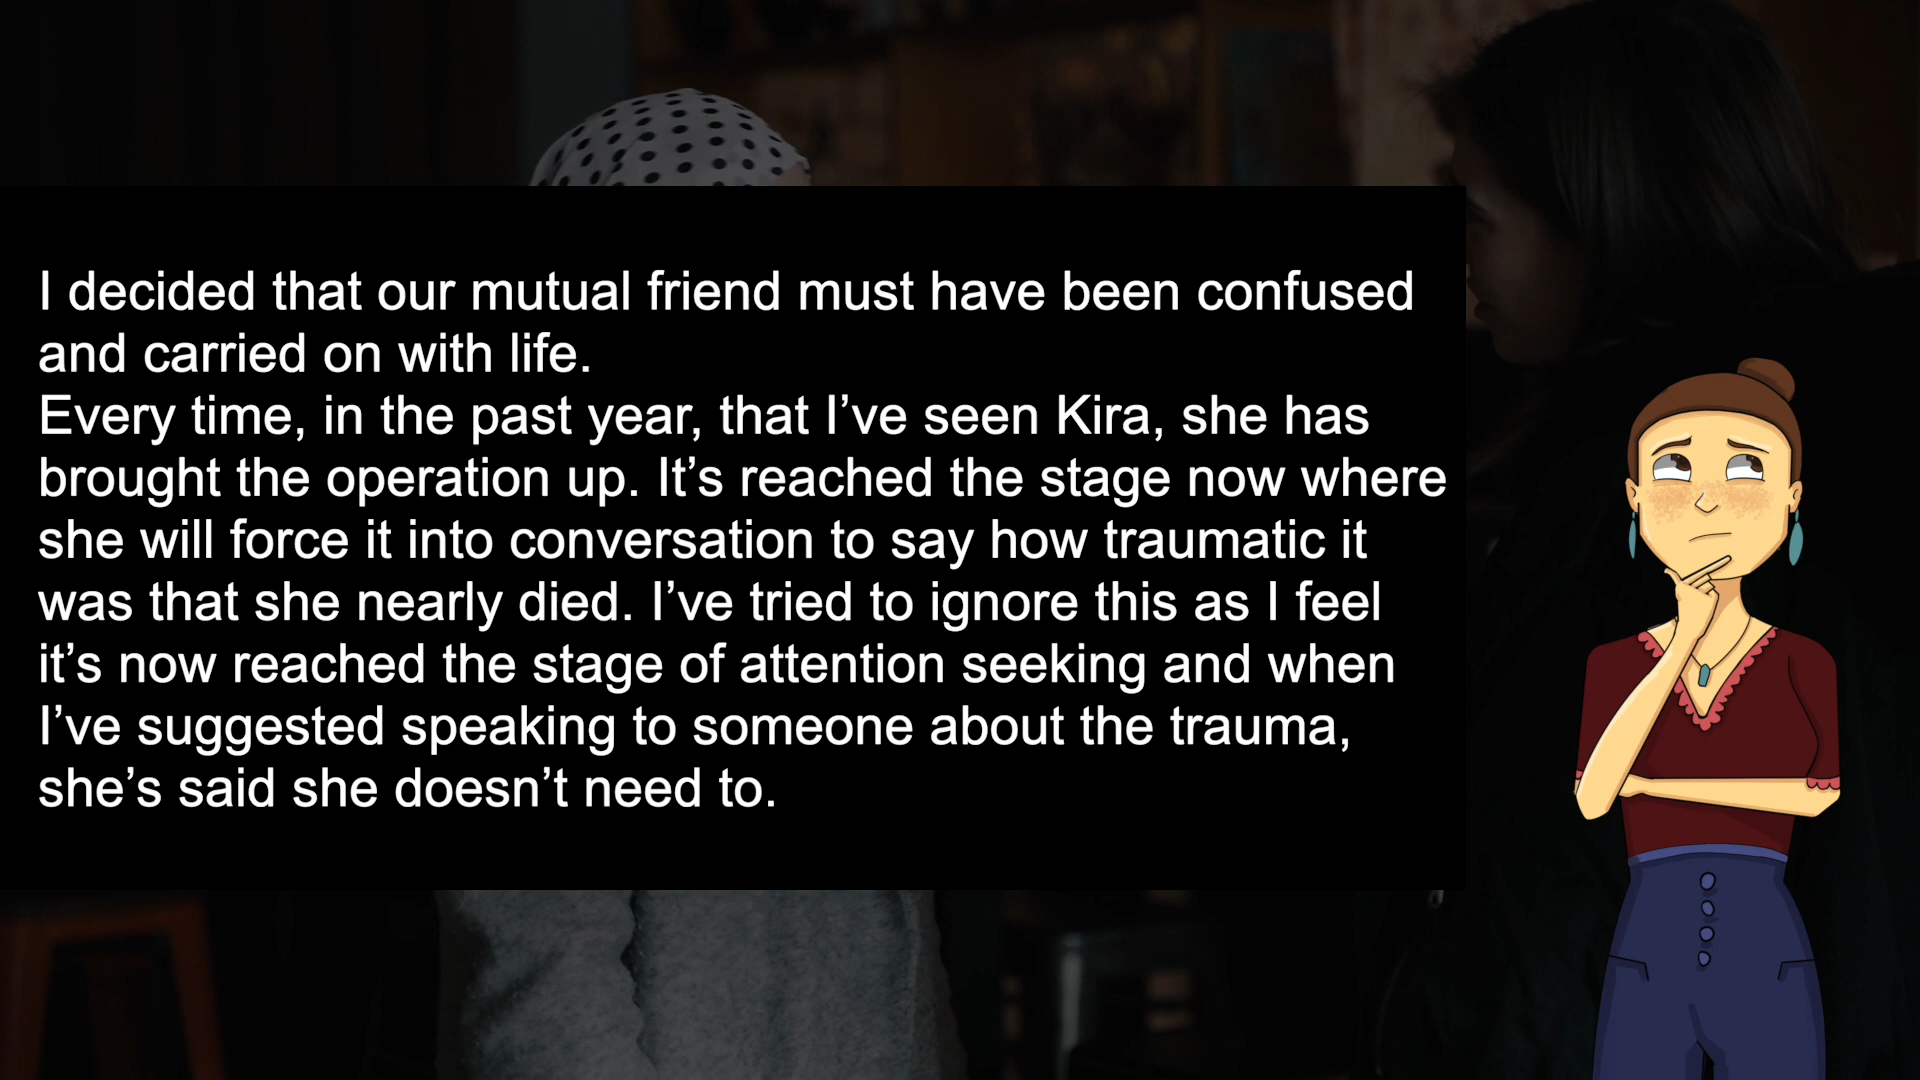 I decided that our mutual friend must have been confused
and carried on with life.
Every time, in the past year, that I’ve seen Kira, she has
brought the operation up. It’s reached the stage now where
she will force it into conversation to say how traumatic it
was that she nearly died. I’ve tried to ignore this as I feel
it’s now reached the stage of attention seeking and when
I’ve suggested speaking to someone about the trauma,
she’s said she doesn’t need to.